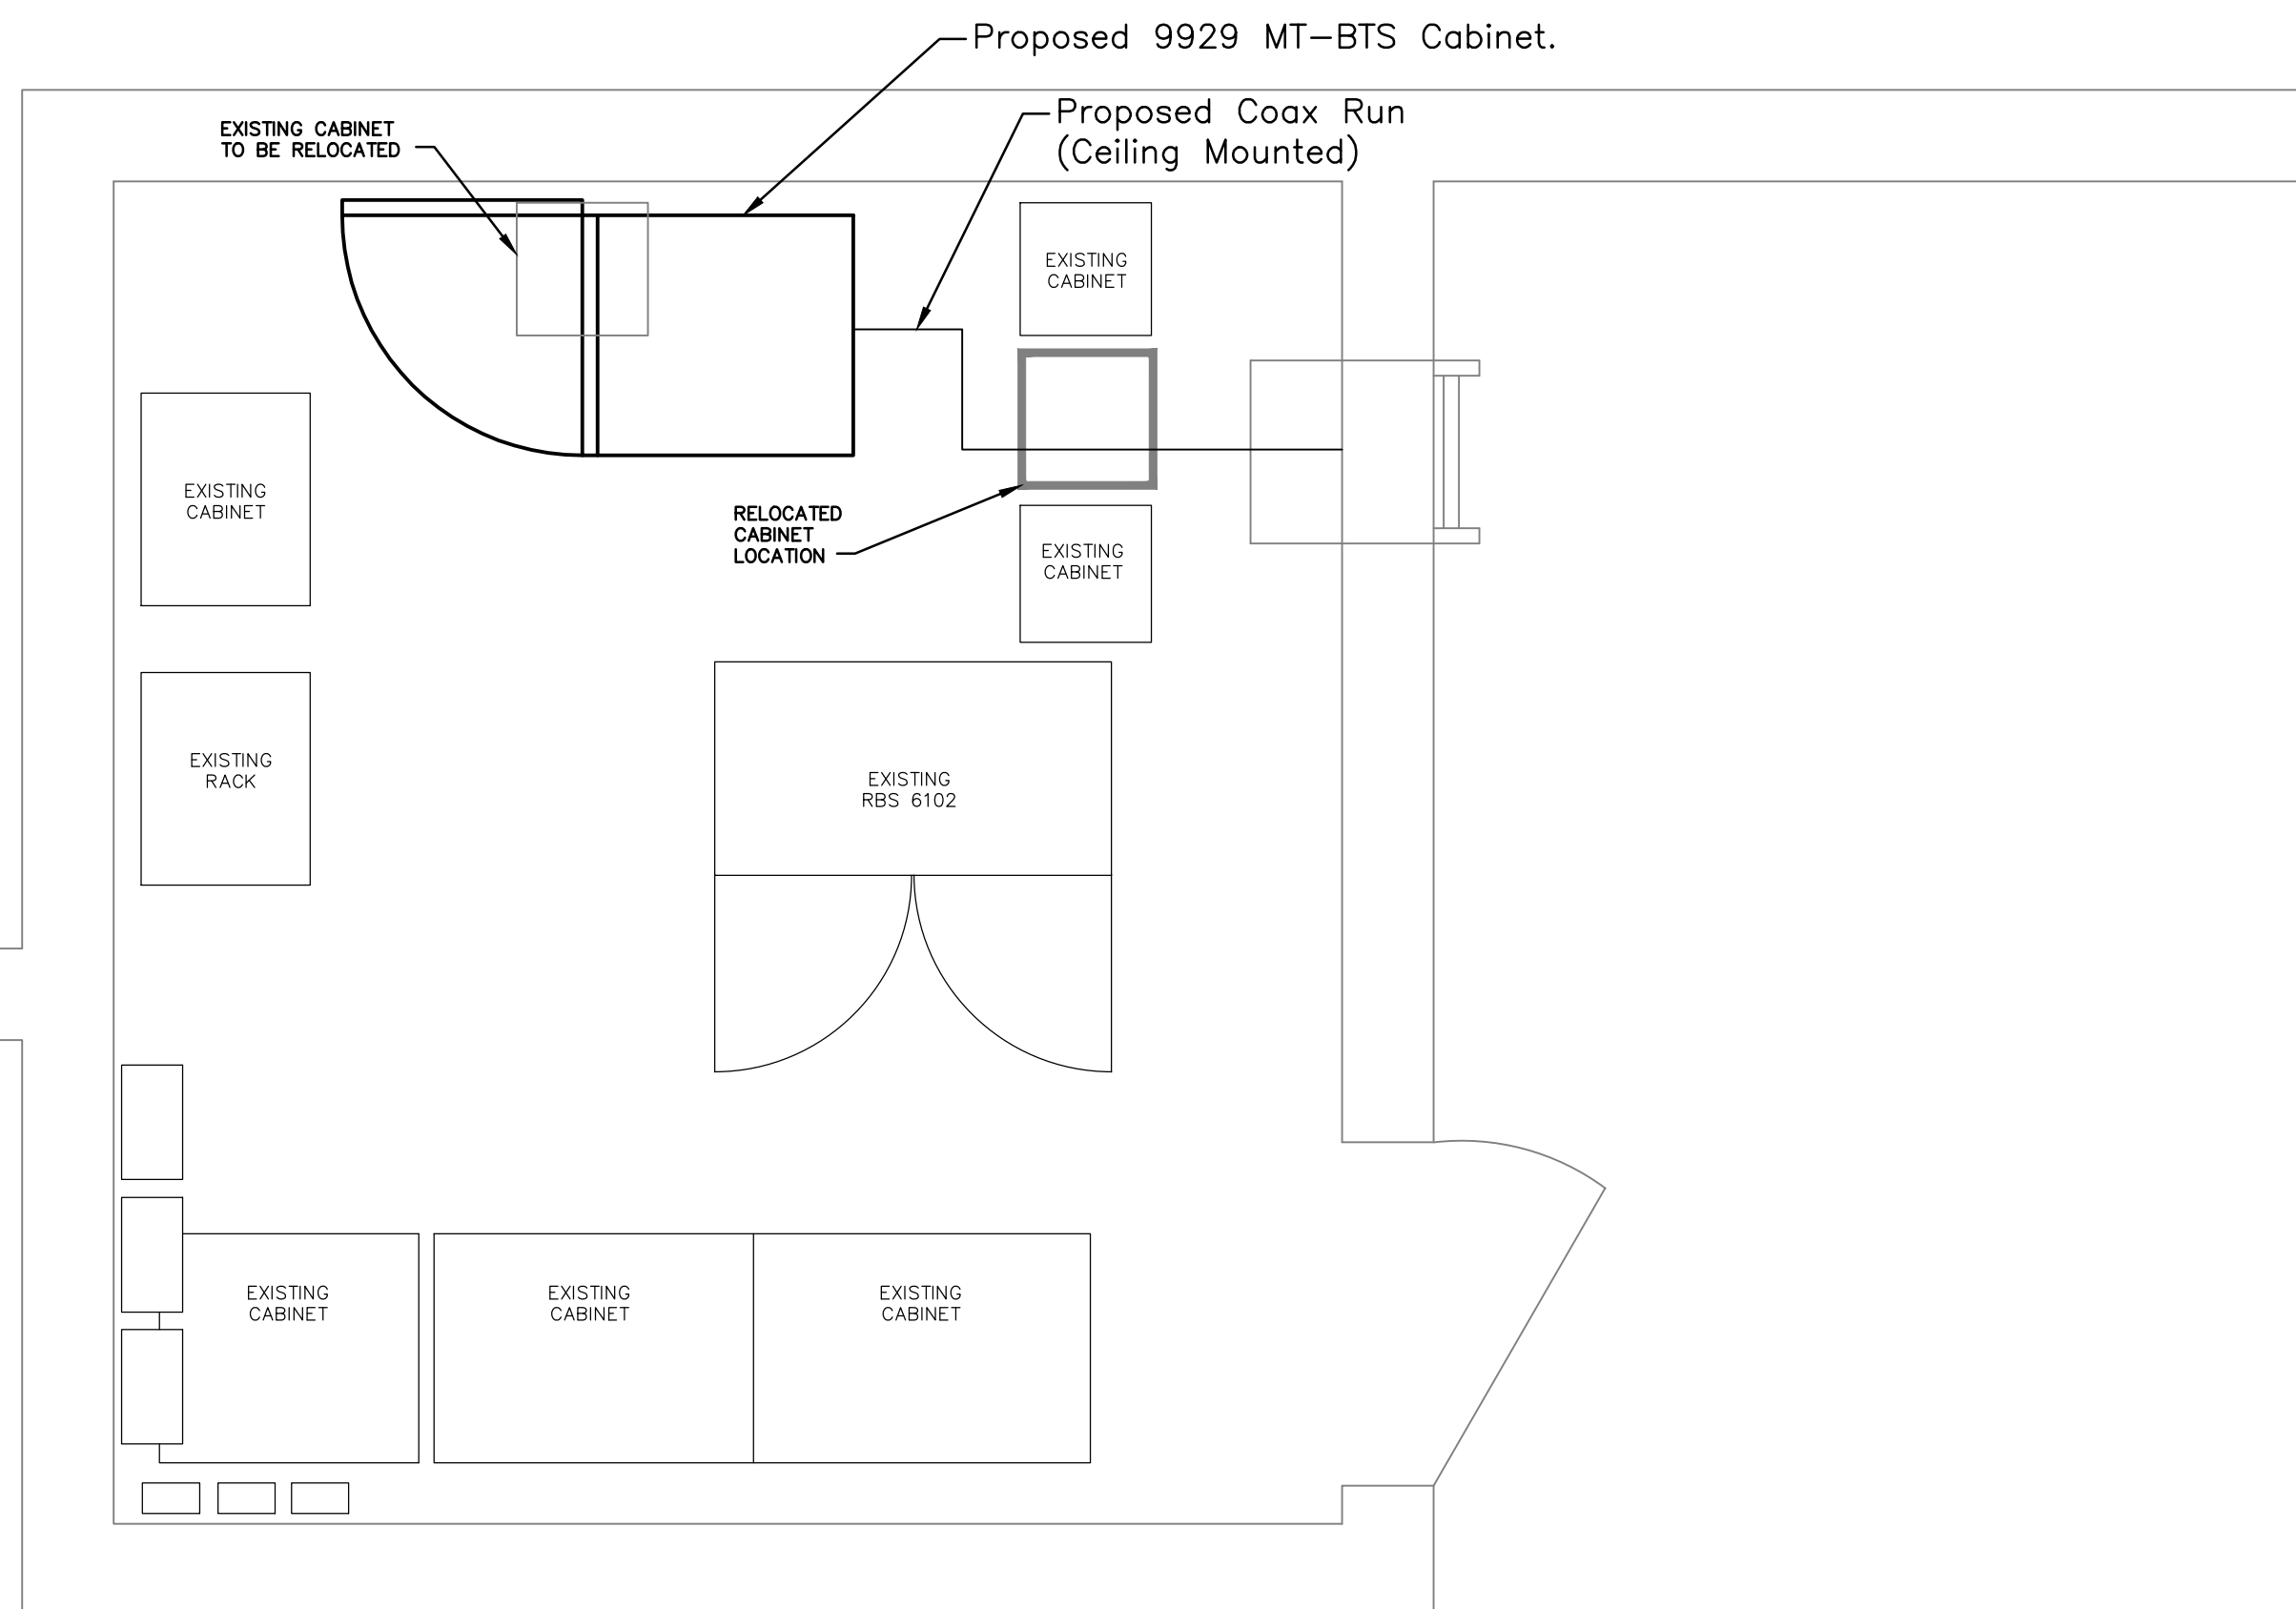 Proposed 9929 MT-BTS Cabinet.
Proposed Coax Run
(Ceiling Mounted)
EXISTING CABINET
TO BE RELOCATED
EXISTING
CABINET
EXISTING
CABINET
RELOCATED
CABINET
LOCATION
EXISTING
CABINET
EXISTING
RACK
EXISTING
RBS 6102
EXISTING
CABINET
EXISTING
CABINET
EXISTING
CABINET